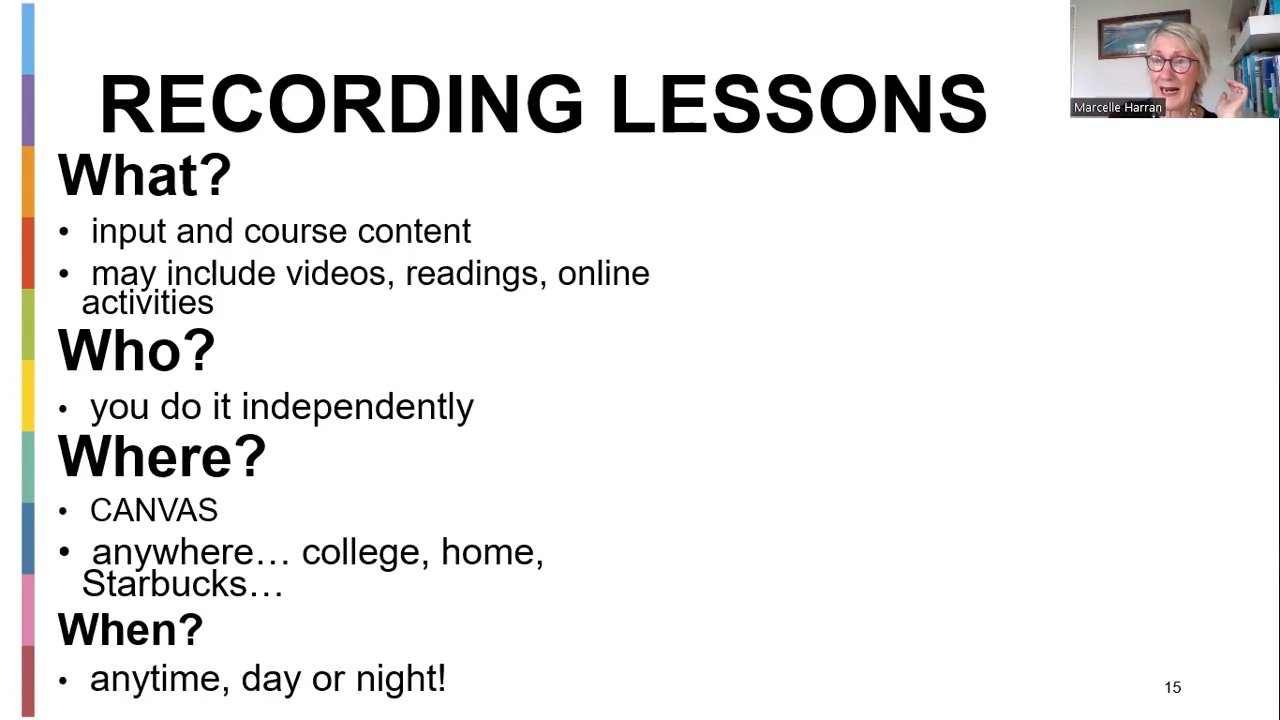 RECORDING LESSONS
Marcelle Harran
What?
• input and course content
• may include videos, readings, online
activities
Who?
• you do it independently
Where?
• CANVAS
• anywhere… college, home,
Starbucks…
When?
• anytime, day or night!
15